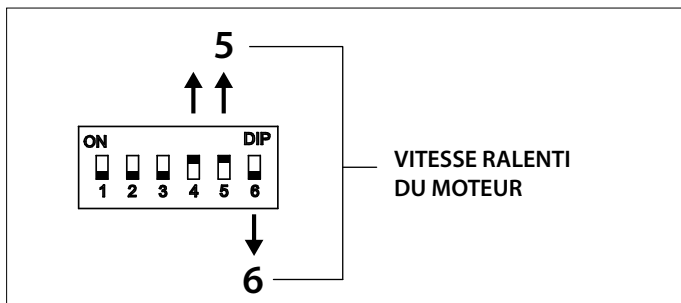 5
ON DIP
1 2 3 4 5 6
VITESSE RALENTI
DU MOTEUR
6